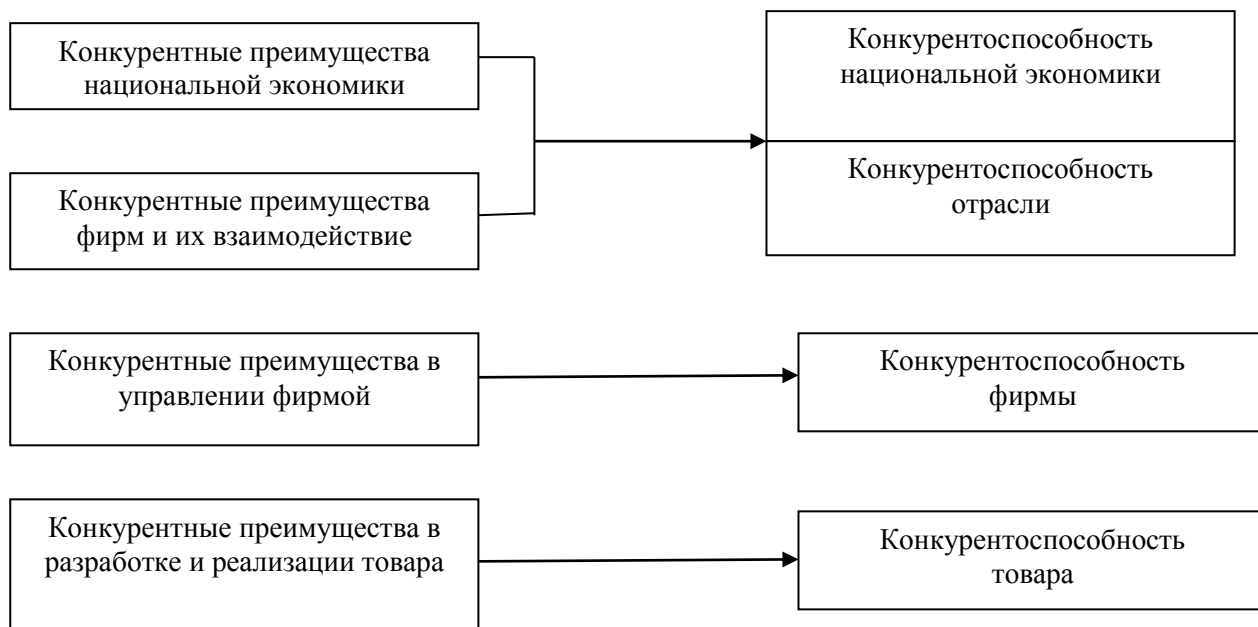 Конкурентные преимущества
национальной экономики
Конкурентоспособность
национальной экономики
Конкурентные преимущества
фирм и их взаимодействие
Конкурентоспособность
отрасли
Конкурентные преимущества в
управлении фирмой
Конкурентоспособность
фирмы
Конкурентные преимущества в
разработке и реализации товара
Конкурентоспособность
товара